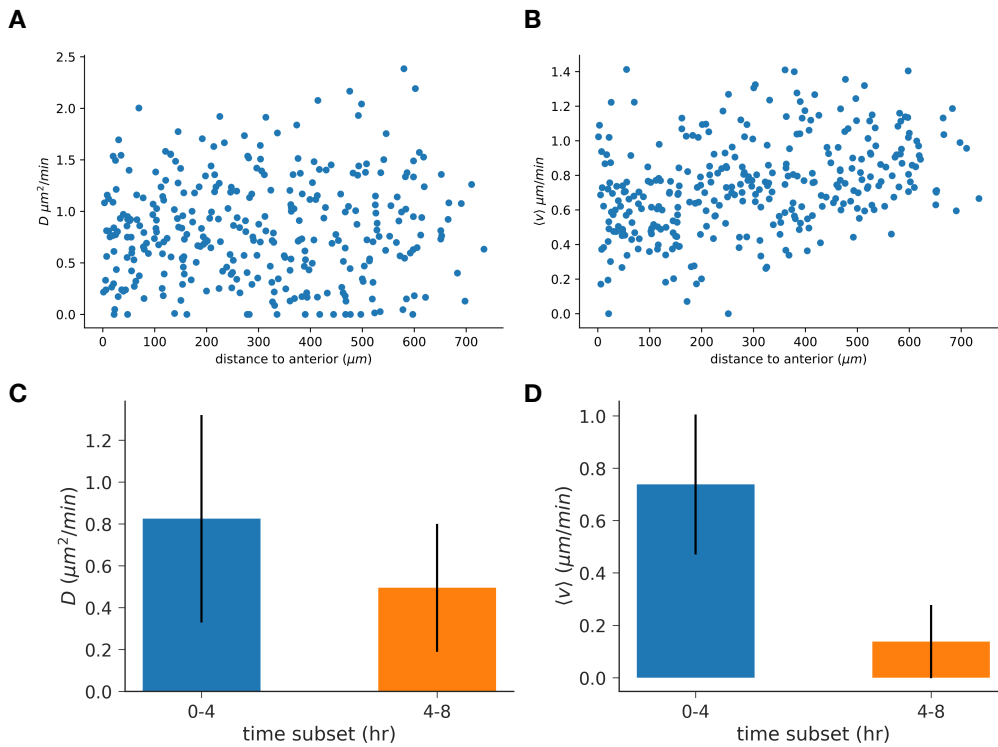 A
B
2.5
2.0
1.5
1.0
0.5
0.0
D μm²/min
0 100 200 300 400 500 600 700
distance to anterior (μm)
1.4
1.2
1.0
0.8
0.6
0.4
0.2
0.0
⟨v⟩ μm/min
0 100 200 300 400 500 600 700
distance to anterior (μm)
C
D
1.2
1.0
0.8
0.6
0.4
0.2
0.0
D (μm²/min)
0-4 4-8
time subset (hr)
1.0
0.8
0.6
0.4
0.2
0.0
⟨v⟩ (μm/min)
0-4 4-8
time subset (hr)